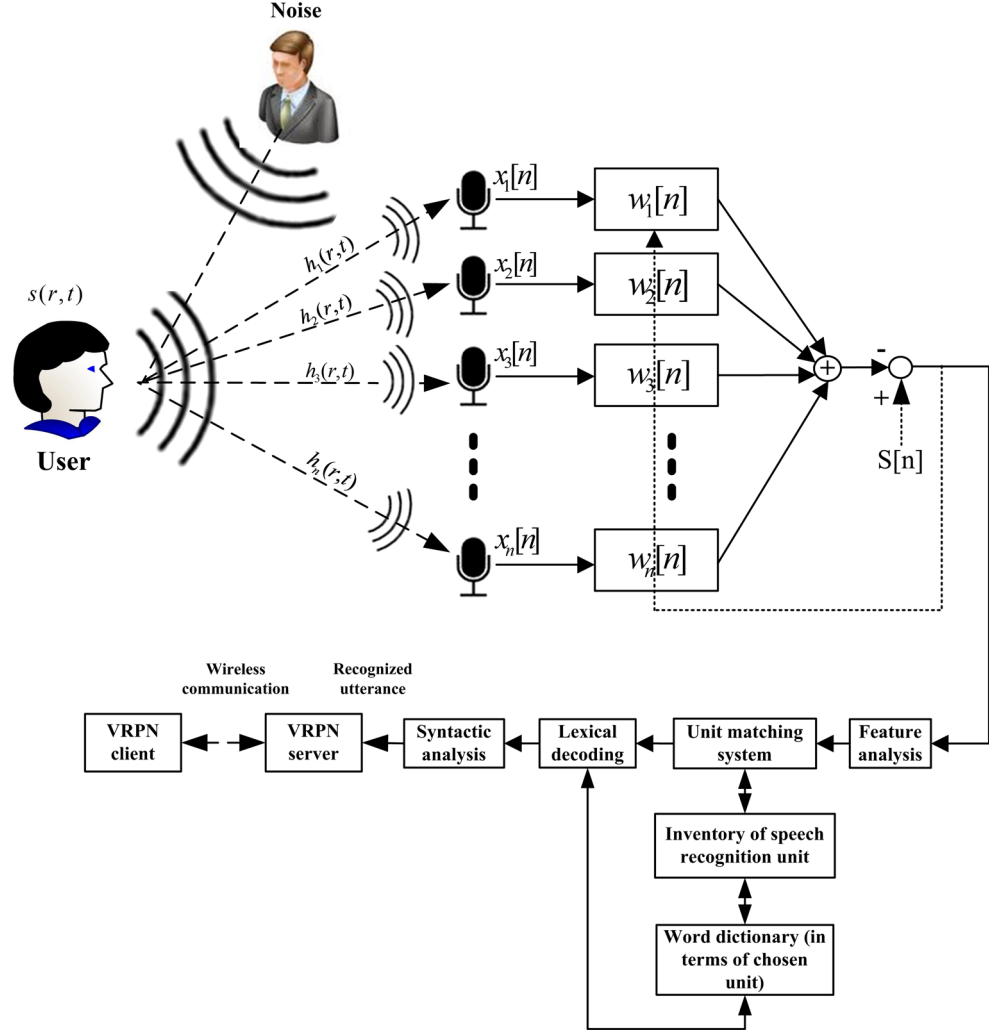 Noise
x₁[n]
w₁[n]
h₁(r,t)
x₂[n]
w₂[n]
s(r,t)
h₂(r,t)
x₃[n]
w₃[n]
h₃(r,t)
-
+
+
S[n]
User
hₙ(r,t)
xₙ[n]
wₙ[n]
Wireless
communication
Recognized
utterance
VRPN
client
VRPN
server
Syntactic
analysis
Lexical
decoding
Unit matching
system
Feature
analysis
Inventory of speech
recognition unit
Word dictionary (in
terms of chosen
unit)